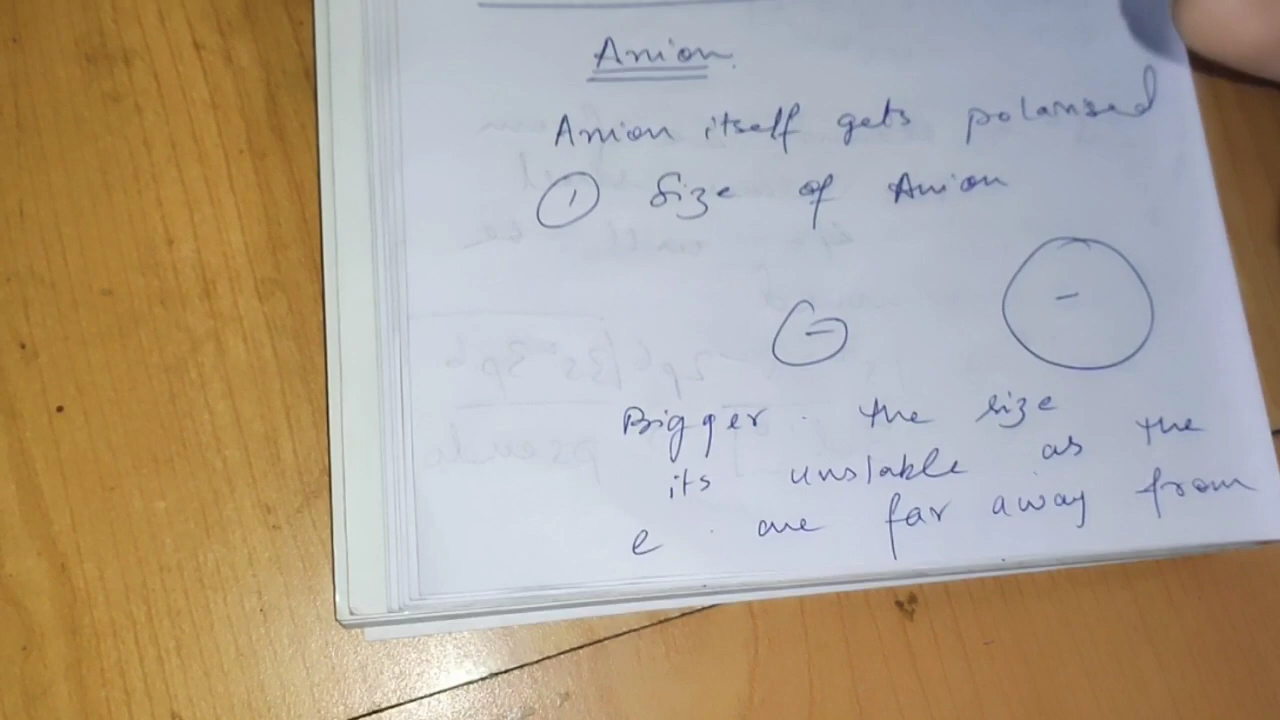 Anion.
Anion itself gets polarised
① Size of Anion
-
-
Bigger the size
its unslable as the
e are far away from